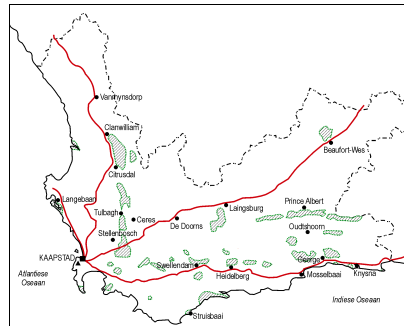 Vanrhynsdorp
Clanwilliam
Beaufort-Wes
Citrusdal
Langebaan
Laingsburg
Prince Albert
Tulbagh
Ceres
De Doorns
Oudtshoorn
Stellenbosch
KAAPSTAD
George
Swellendam
Atlantiese
Oseaan
Heidelberg
Mosselbaai
Knysna
Indiese Oseaan
Struisbaai